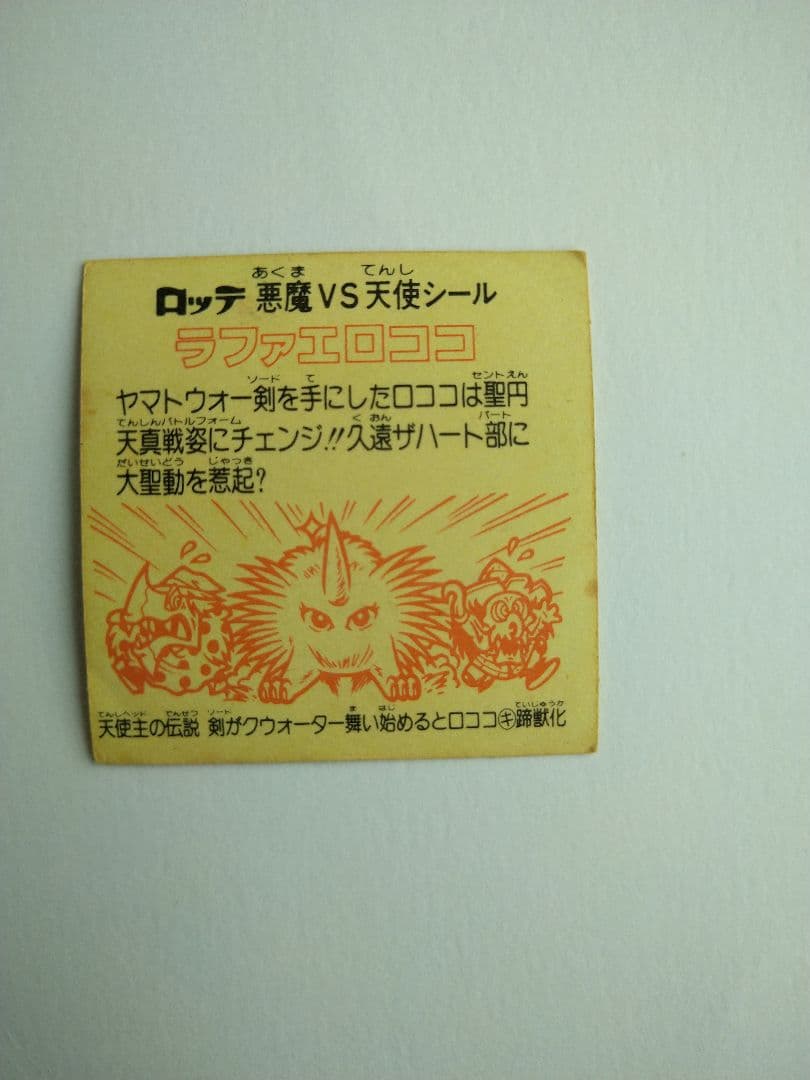 あくま てんし
ロッテ 悪魔VS天使シール
ラファエロココ
ソード て セントえん
ヤマトウォー剣を手にしたロココは聖円
てんしんバトルフォーム くおん パート
天真戦姿にチェンジ!!久遠ザハート部に
だいせいどう じゃっき
大聖動を惹起?
てんしヘッド でんせつ ソード ま はじ ていじゅうか
天使主の伝説 剣がクウォーター舞い始めるとロココ㋖蹄獣化